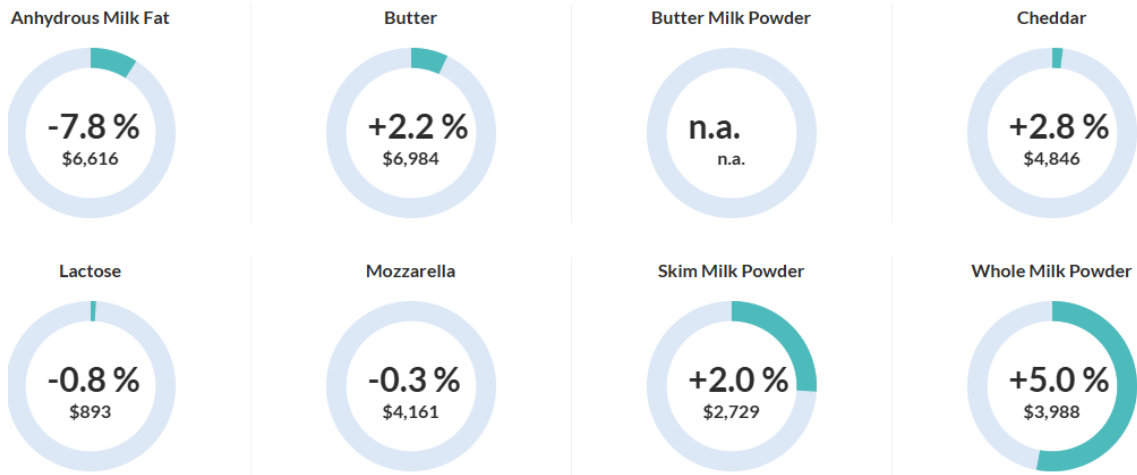 Anhydrous Milk Fat
-7.8 %
$6,616
Butter
+2.2 %
$6,984
Butter Milk Powder
n.a.
n.a.
Cheddar
+2.8 %
$4,846
Lactose
-0.8 %
$893
Mozzarella
-0.3 %
$4,161
Skim Milk Powder
+2.0 %
$2,729
Whole Milk Powder
+5.0 %
$3,988